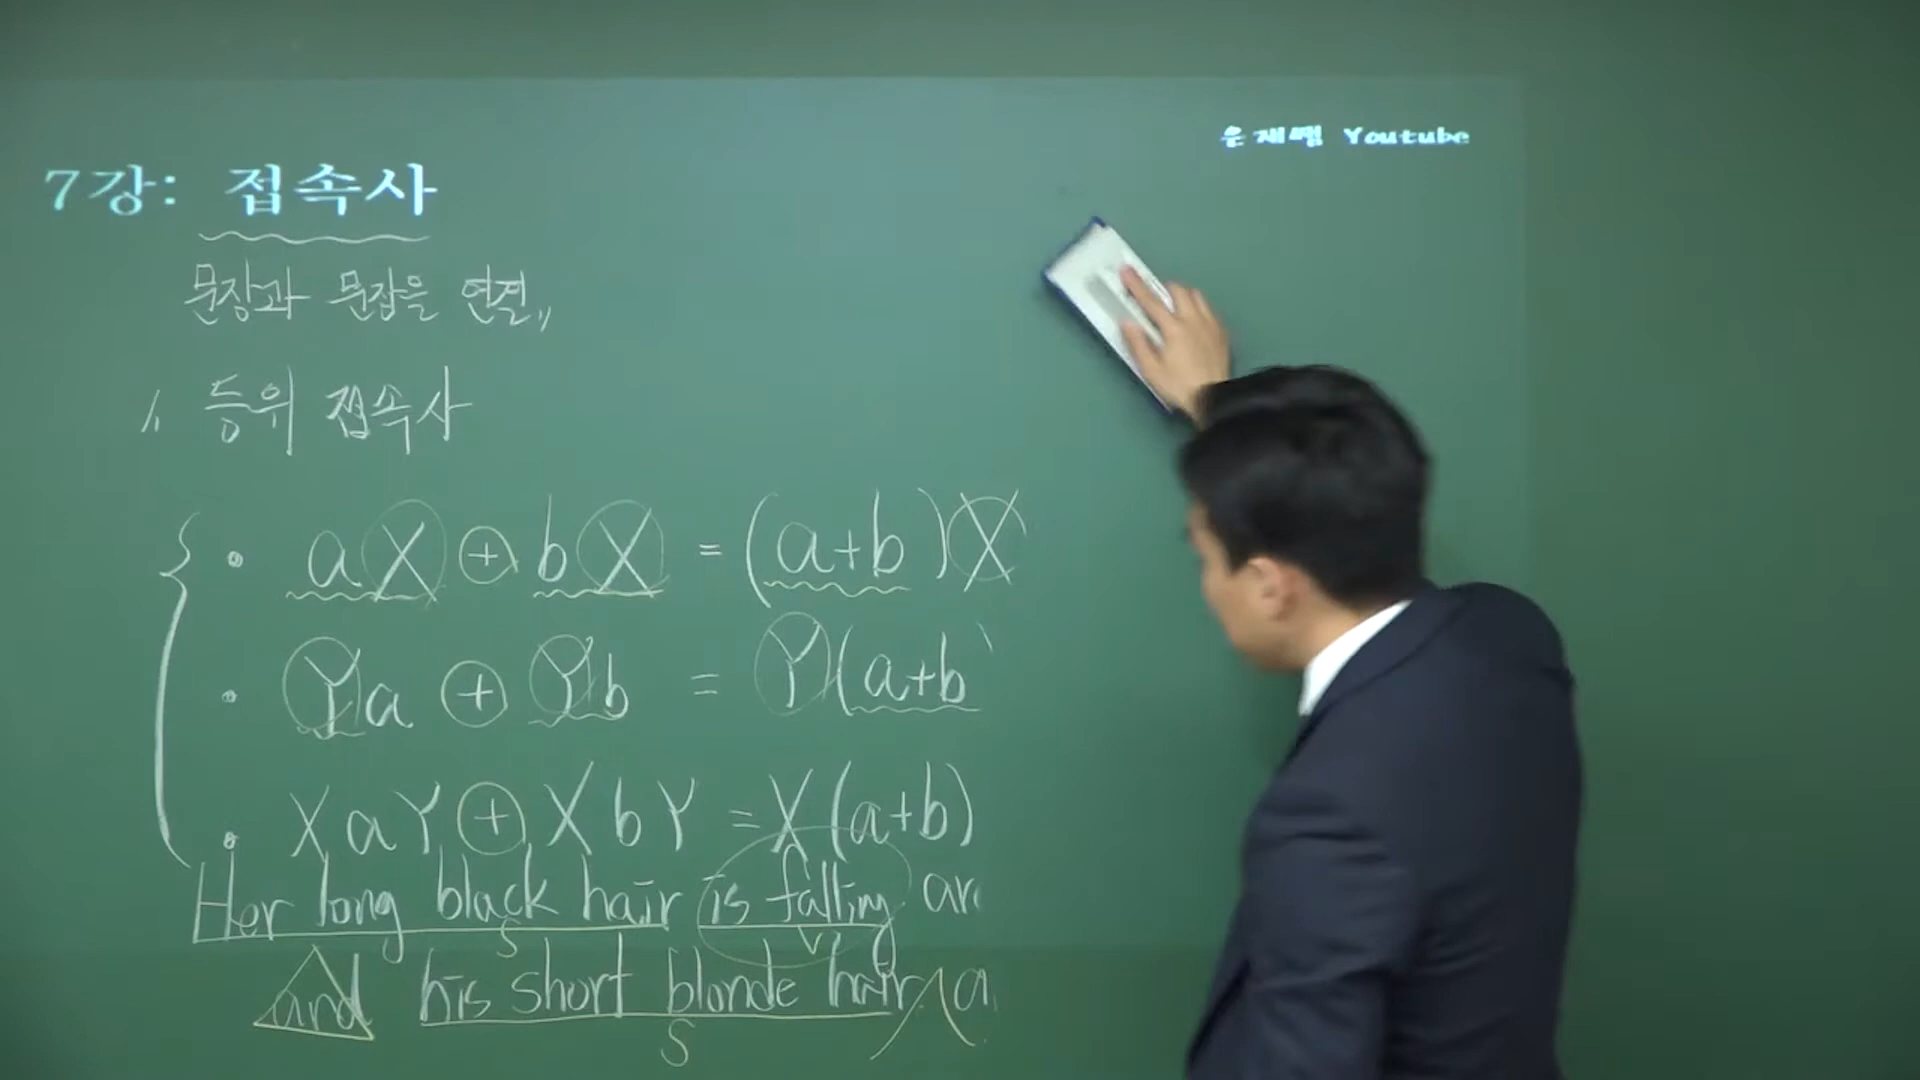 은재쌤 Youtube
7강: 접속사
문장과 문장을 연결,,
1. 등위 접속사
• aX + bX = (a+b)X
• Ya + Yb = Y(a+b
• XaY + XbY = X(a+b)
Her long black hair is falling
S V
and his short blonde hair
S